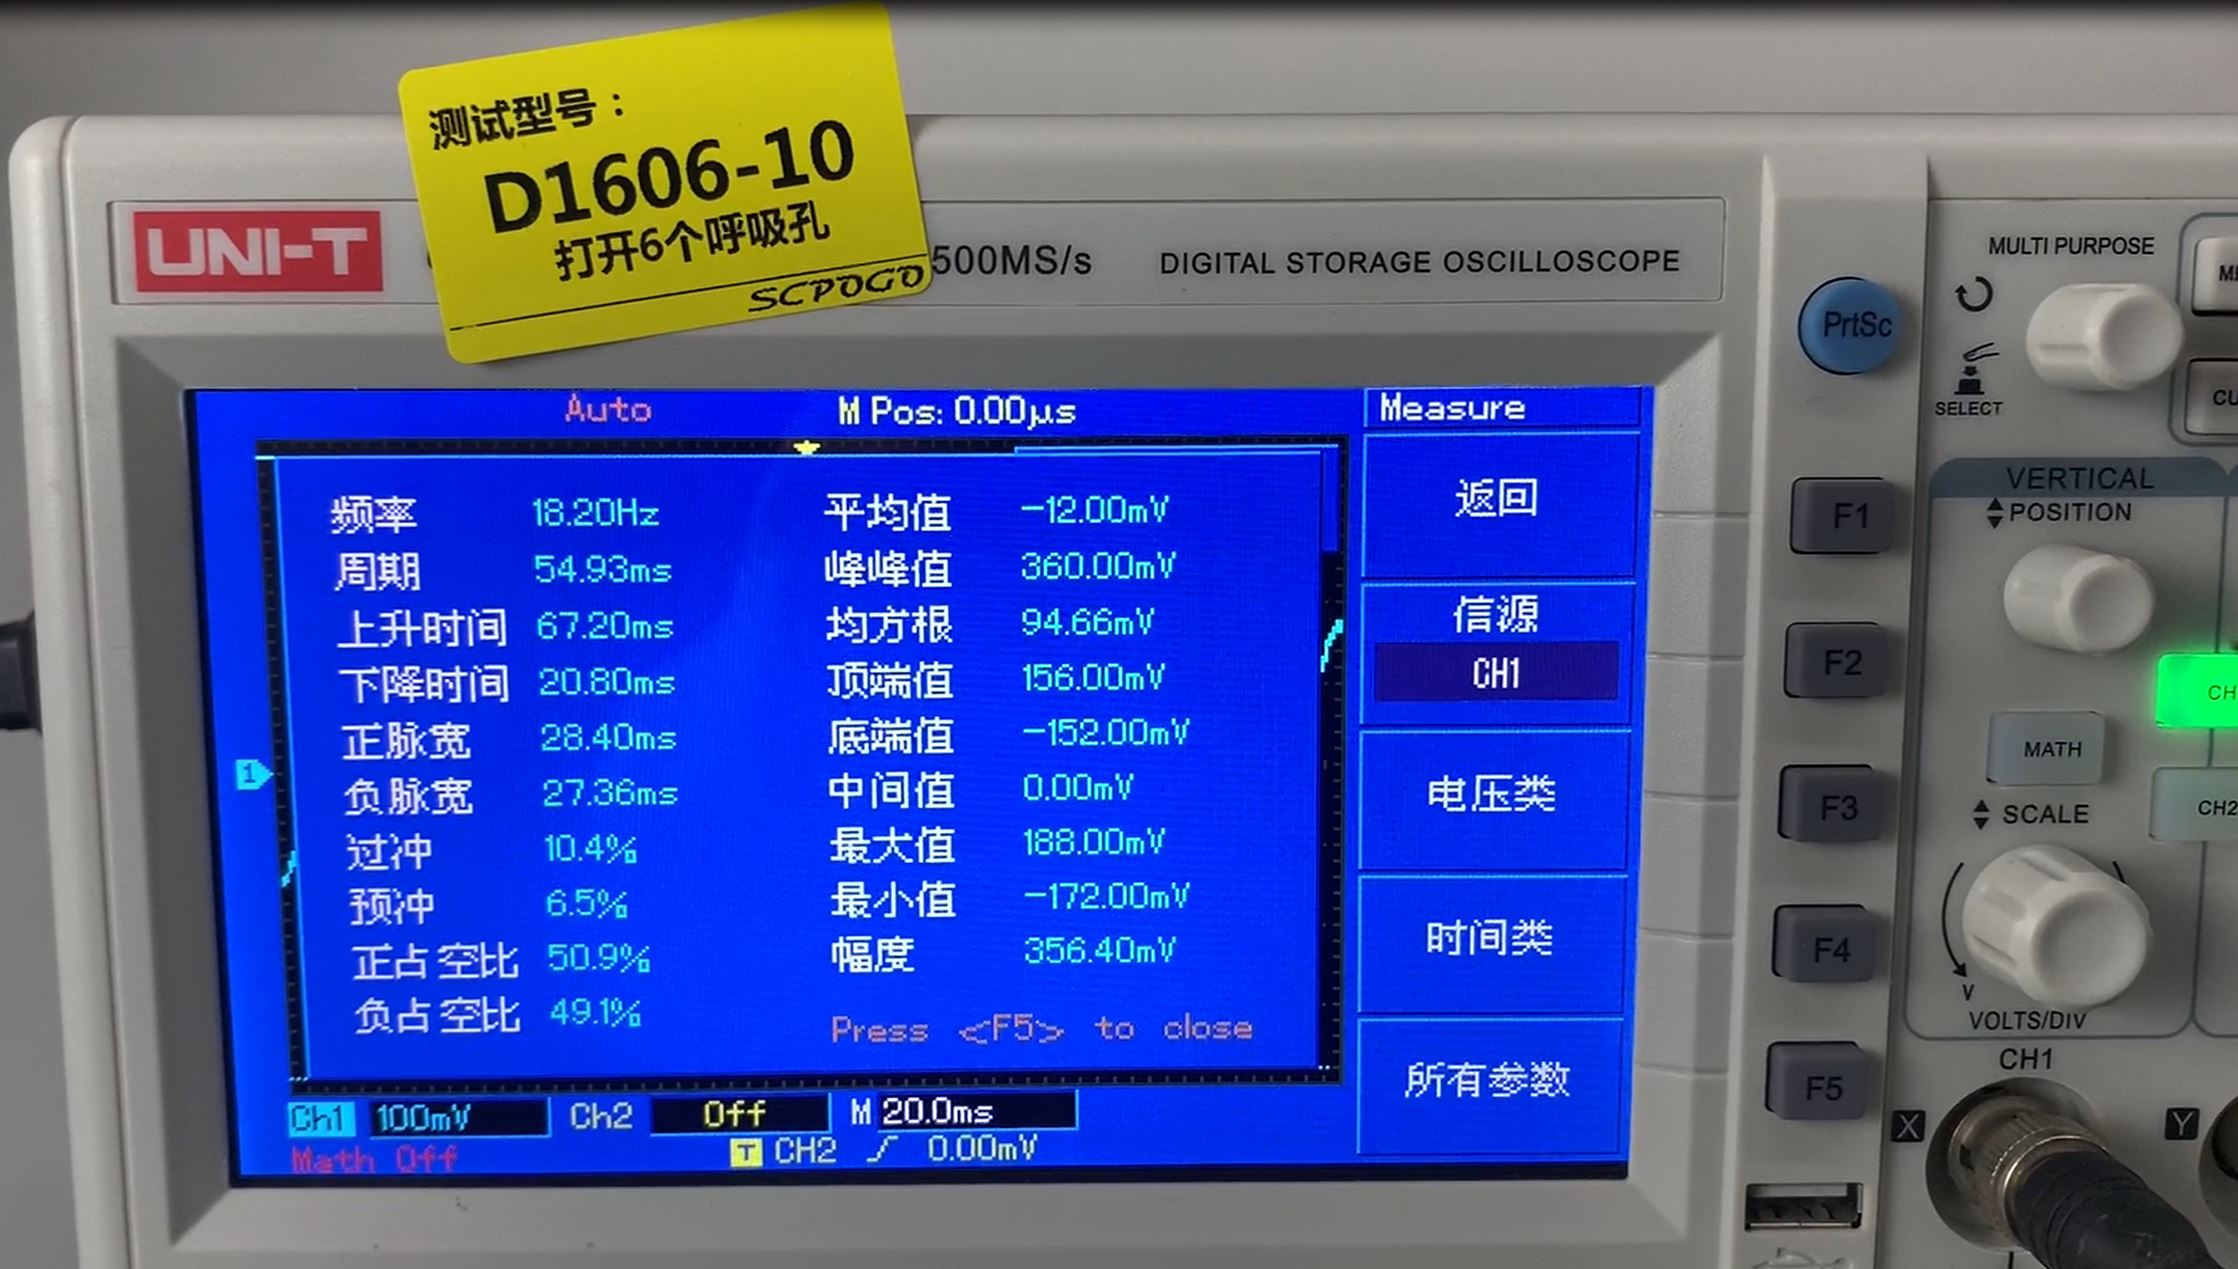 测试型号：
D1606-10
打开6个呼吸孔
SCPOGO
UNI-T
500MS/s
DIGITAL STORAGE OSCILLOSCOPE
MULTI PURPOSE
PrtSc
SELECT
Auto
M Pos: 0.00μs
Measure
频率 18.20Hz
周期 54.93ms
上升时间 67.20ms
下降时间 20.80ms
正脉宽 28.40ms
负脉宽 27.36ms
过冲 10.4%
预冲 6.5%
正占空比 50.9%
负占空比 49.1%
平均值 -12.00mV
峰峰值 360.00mV
均方根 94.66mV
顶端值 156.00mV
底端值 -152.00mV
中间值 0.00mV
最大值 188.00mV
最小值 -172.00mV
幅度 356.40mV
Press <F5> to close
1
返回
信源
CH1
电压类
时间类
所有参数
Ch1 100mV Ch2 Off M 20.0ms
Math Off
T CH2 0.00mV
F1
F2
F3
F4
F5
VERTICAL
POSITION
CH
MATH
CH2
SCALE
V
VOLTS/DIV
CH1
X
Y